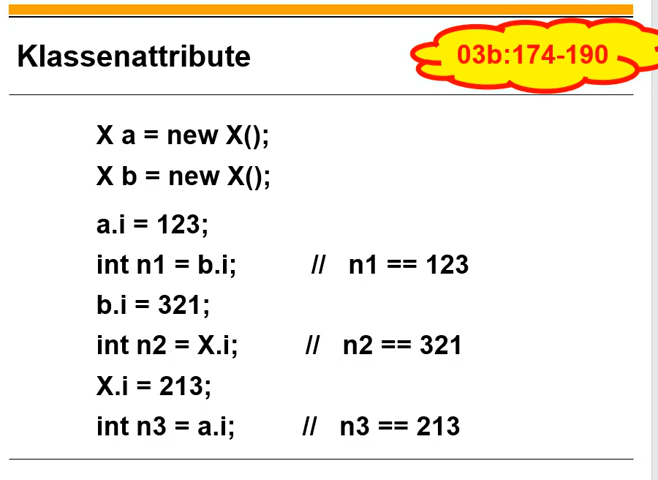 Klassenattribute
03b:174-190
X a = new X();
X b = new X();
a.i = 123;
int n1 = b.i; // n1 == 123
b.i = 321;
int n2 = X.i; // n2 == 321
X.i = 213;
int n3 = a.i; // n3 == 213